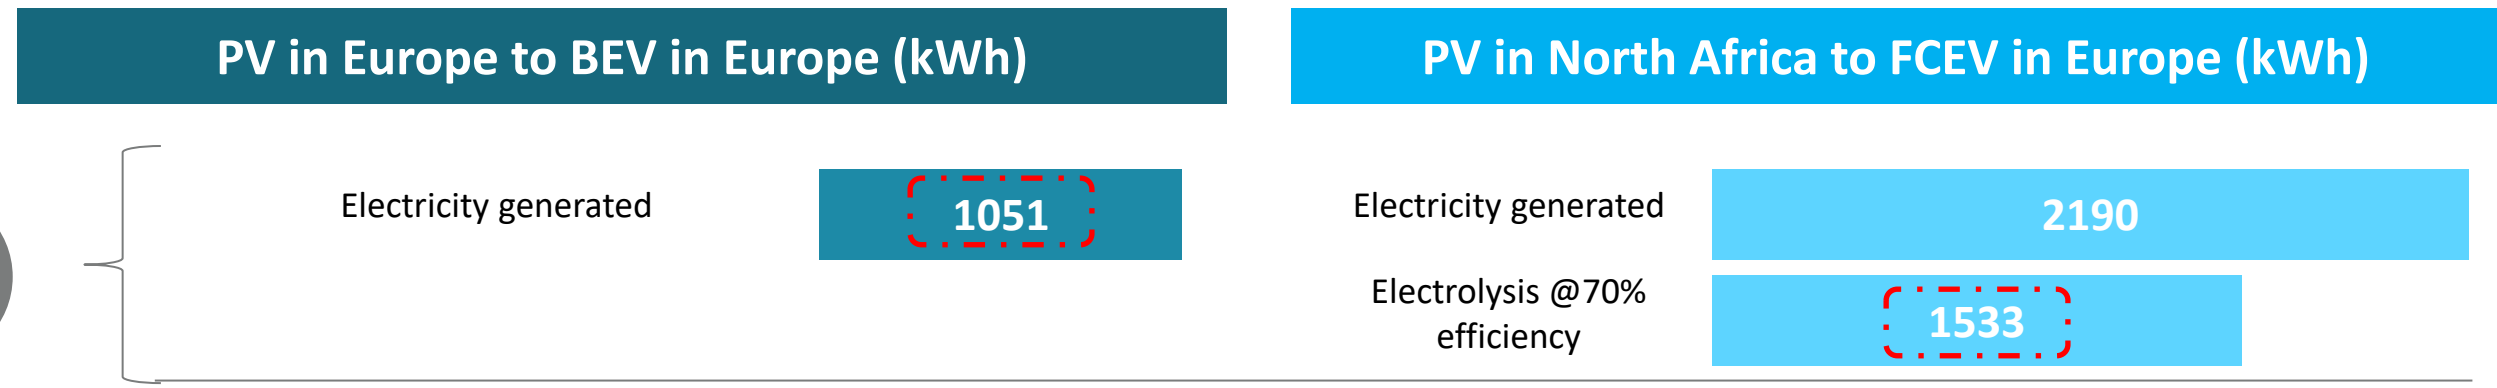 PV in Europe to BEV in Europe (kWh)
PV in North Africa to FCEV in Europe (kWh)
Electricity generated
1051
Electricity generated
2190
Electrolysis @70%
efficiency
1533